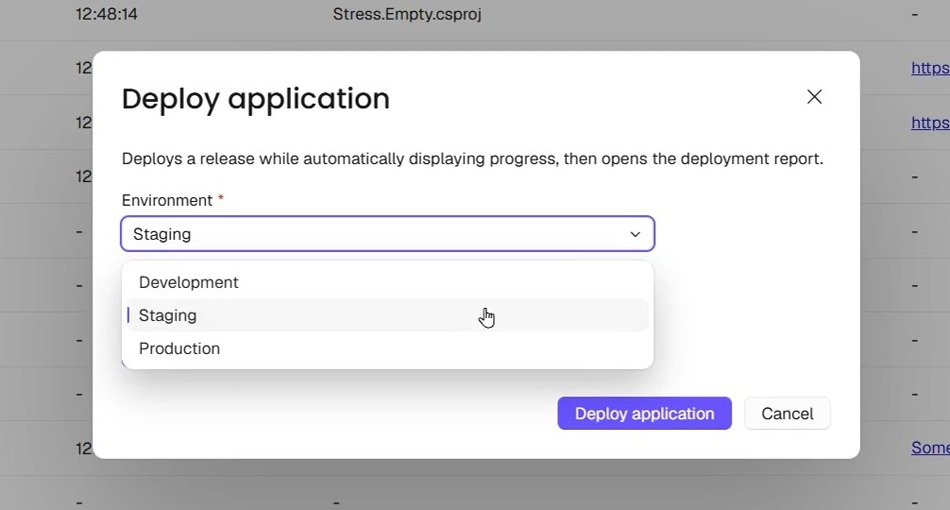 12:48:14 Stress.Empty.csproj -
Deploy application
12 https
Deploys a release while automatically displaying progress, then opens the deployment report.
12 https
12 -
Environment *
- -
Staging
Development
- -
Staging
- -
Production
- -
Deploy application Cancel
12 Some
- - -